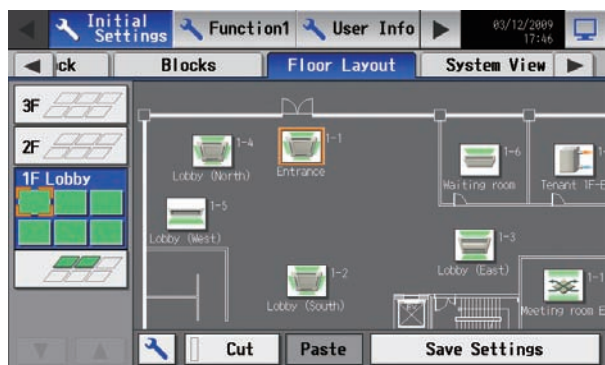 Initial Settings
Function1
User Info
03/12/2009
17:46
ck
Blocks
Floor Layout
System View
3F
2F
1F Lobby
1-4
Lobby (North)
1-1
Entrance
1-6
Waiting room
Tenant 1F-E
1-5
Lobby (West)
1-3
Lobby (East)
1-2
Lobby (South)
1-1
Meeting room E
Cut
Paste
Save Settings